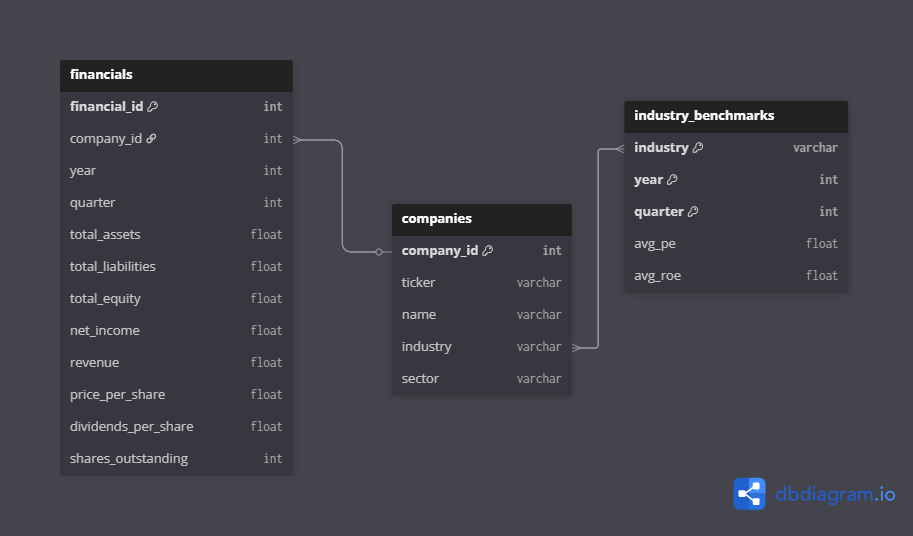 financials
financial_id int
company_id int
year int
quarter int
total_assets float
total_liabilities float
total_equity float
net_income float
revenue float
price_per_share float
dividends_per_share float
shares_outstanding int
companies
company_id int
ticker varchar
name varchar
industry varchar
sector varchar
industry_benchmarks
industry varchar
year int
quarter int
avg_pe float
avg_roe float
dbdiagram.io